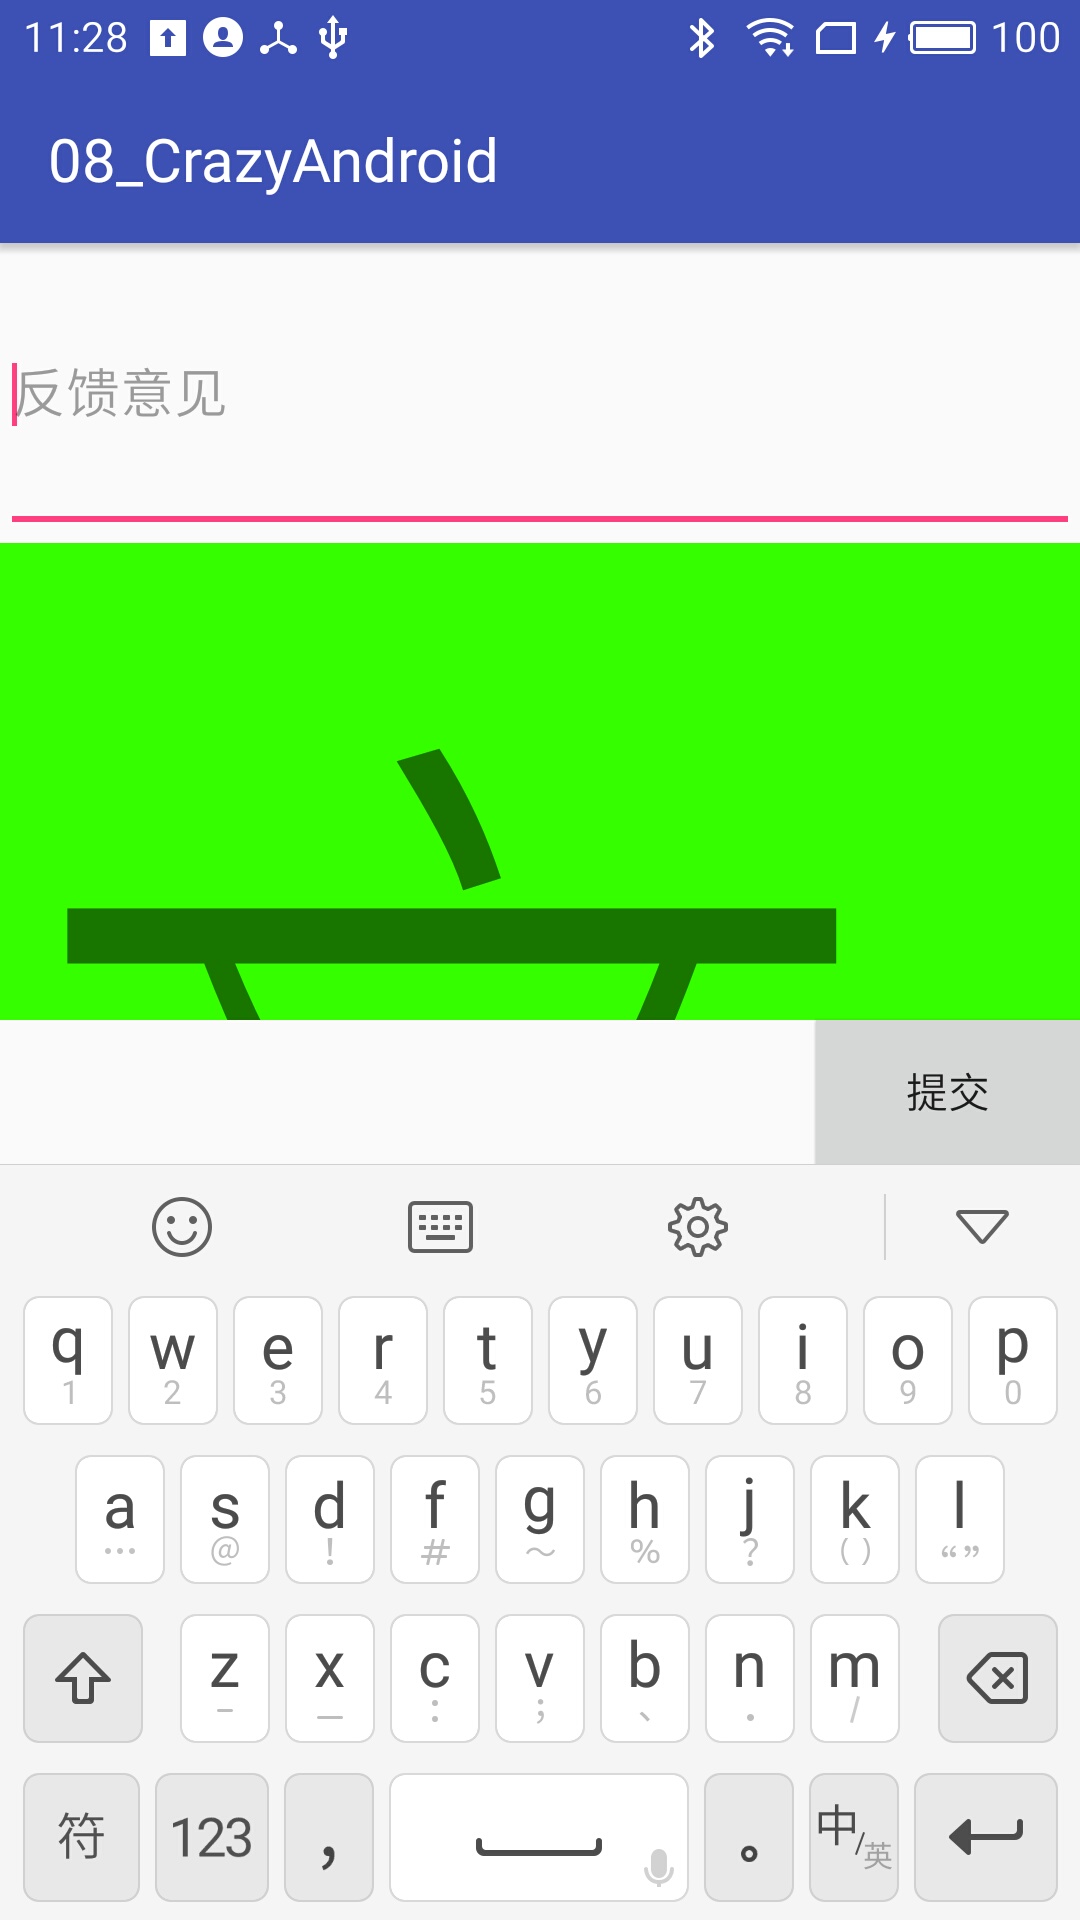 11:28 100
08_CrazyAndroid
反馈意见
提交
q w e r t y u i o p
1 2 3 4 5 6 7 8 9 0
a s d f g h j k l
… @ ! # ~ % ? ( ) “ ”
z x c v b n m
- — : ; 、 . /
符 123 , 。 中/英